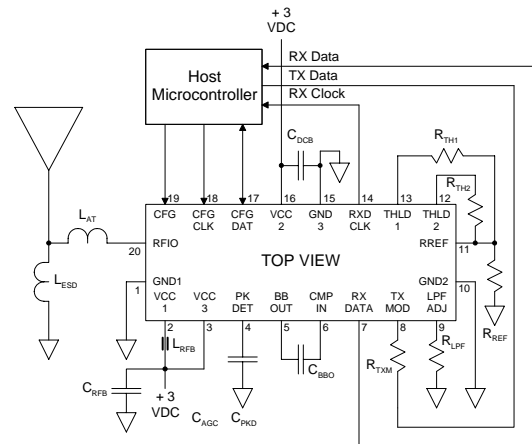 + 3
VDC
RX Data
TX Data
RX Clock
Host
Microcontroller
CDCB
RTH1
RTH2
19 18 17 16 15 14 13 12
CFG CFG CLK CFG DAT VCC 2 GND 3 RXD CLK THLD 1 THLD 2
LAT
20 RFIO
RREF 11
TOP VIEW
LESD
1 GND1
GND2 10
VCC 1 VCC 3 PK DET BB OUT CMP IN RX DATA TX MOD LPF ADJ
2 3 4 5 6 7 8 9
RREF
LRFB
RLPF
RTXM
CBBO
CRFB
+ 3
VDC
CAGC
CPKD